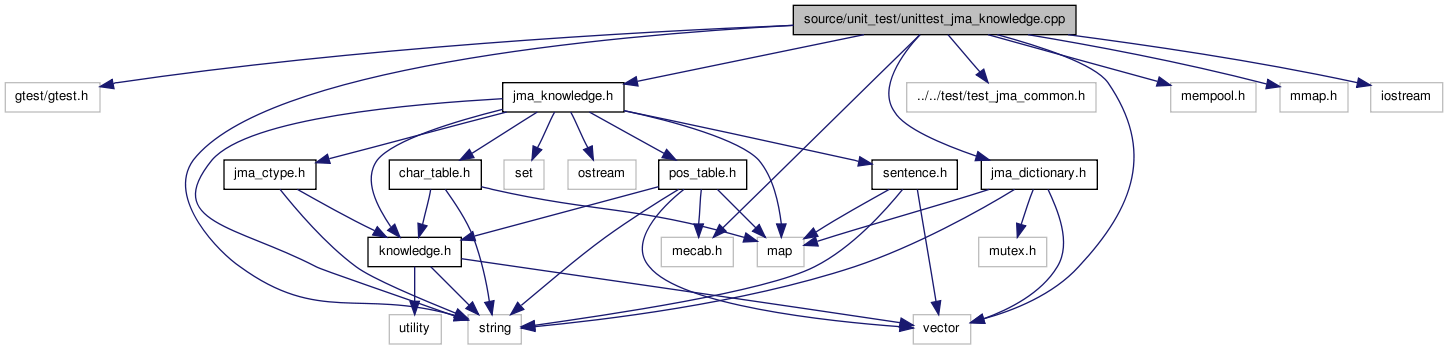 source/unit_test/unittest_jma_knowledge.cpp
gtest/gtest.h
jma_knowledge.h
../../test/test_jma_common.h
mempool.h
mmap.h
iostream
jma_ctype.h
char_table.h
set
ostream
pos_table.h
sentence.h
jma_dictionary.h
knowledge.h
mecab.h
map
mutex.h
utility
string
vector